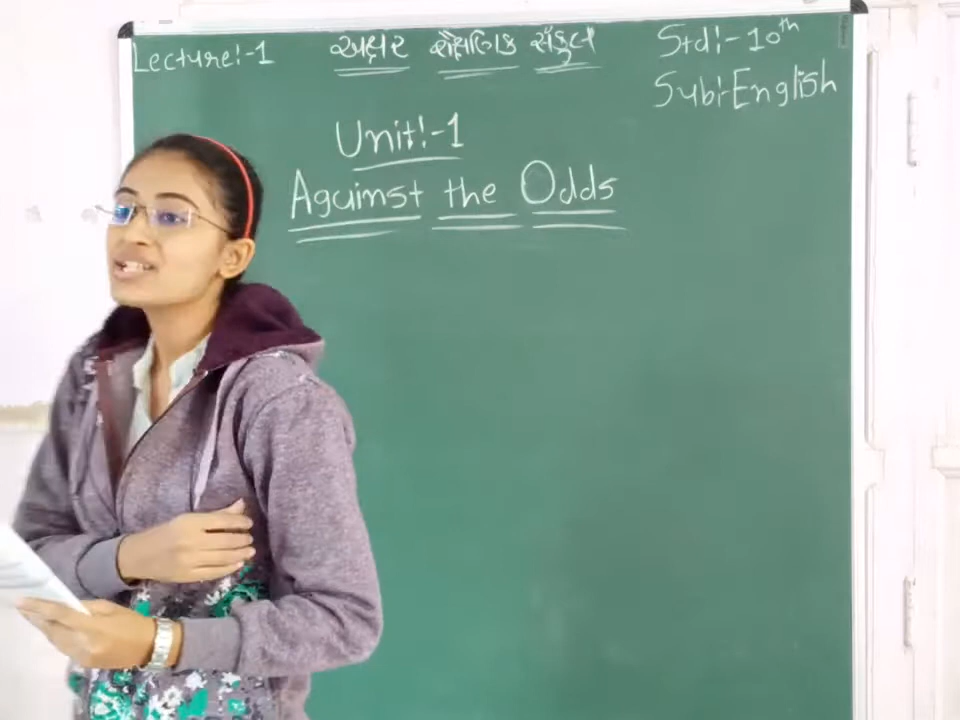 Lecture:-1
અક્ષર શૈક્ષણિક સંકુલ
Std:-10th
Sub:-English
Unit:-1
Against the Odds